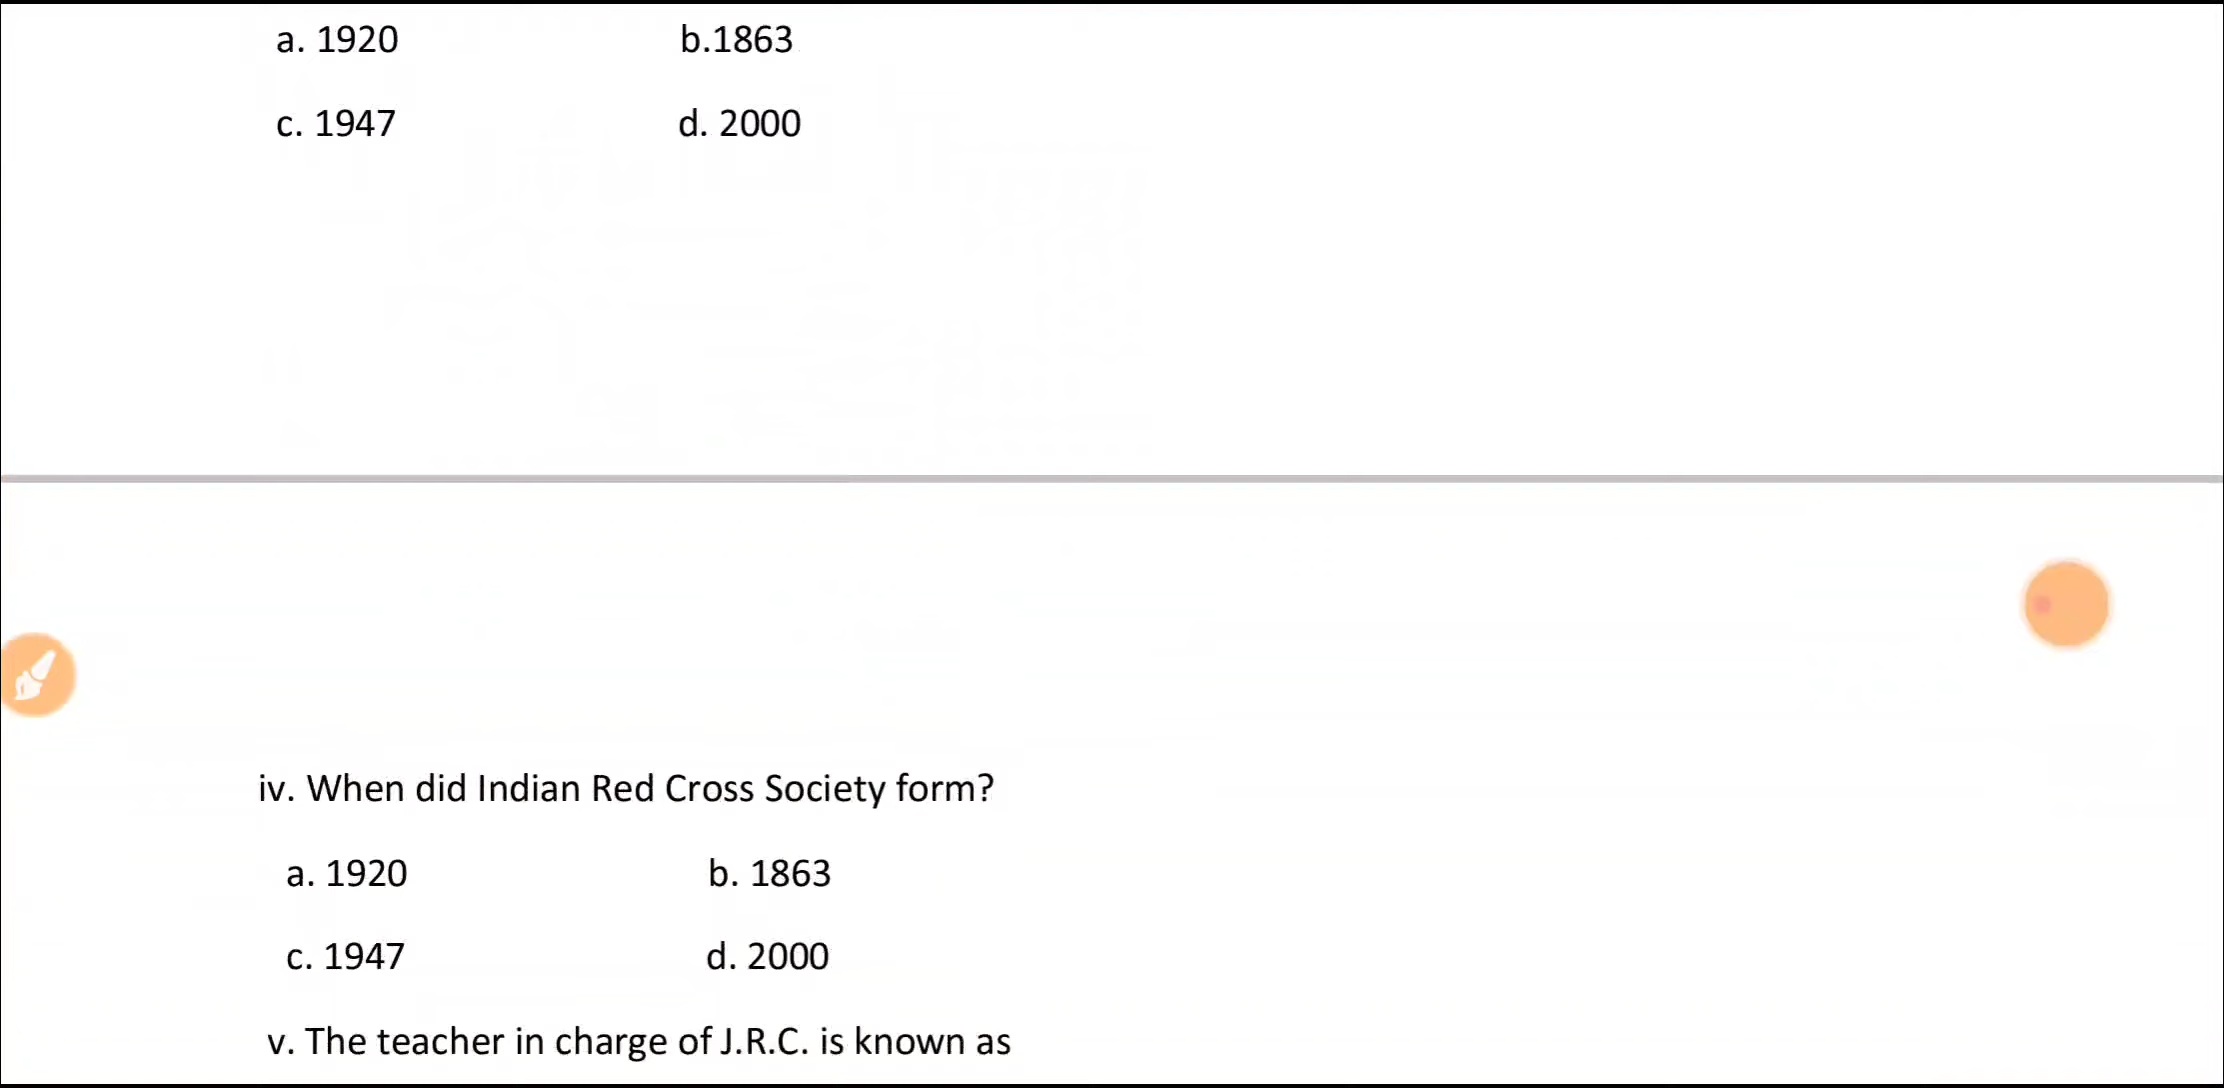 a. 1920 b.1863
c. 1947 d. 2000
iv. When did Indian Red Cross Society form?
a. 1920 b. 1863
c. 1947 d. 2000
v. The teacher in charge of J.R.C. is known as